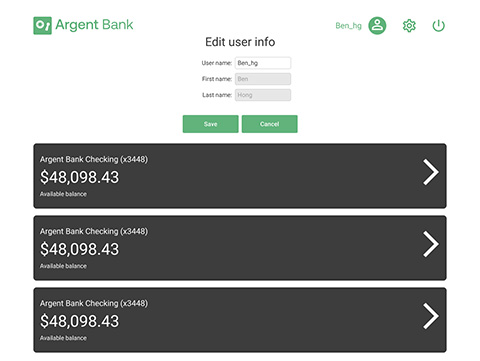 Argent Bank
Ben_hg
Edit user info
User name: Ben_hg
First name: Ben
Last name: Hong
Save Cancel
Argent Bank Checking (x3448)
$48,098.43
Available balance
Argent Bank Checking (x3448)
$48,098.43
Available balance
Argent Bank Checking (x3448)
$48,098.43
Available balance